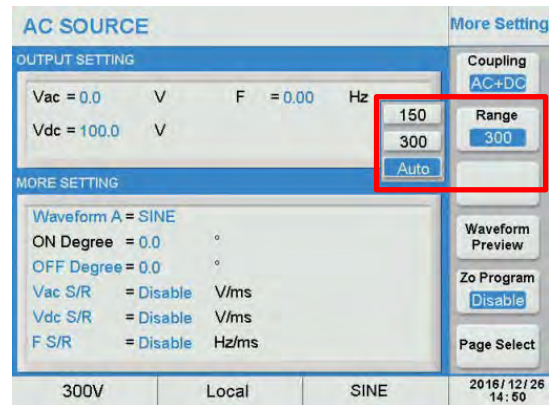 AC SOURCE
More Setting
OUTPUT SETTING
Vac = 0.0 V F = 0.00 Hz
Vdc = 100.0 V
150
300
Auto
MORE SETTING
Waveform A = SINE
ON Degree = 0.0 °
OFF Degree = 0.0 °
Vac S/R = Disable V/ms
Vdc S/R = Disable V/ms
F S/R = Disable Hz/ms
Coupling
AC+DC
Range
300
Waveform
Preview
Zo Program
Disable
Page Select
300V Local SINE
2016/12/26
14:50